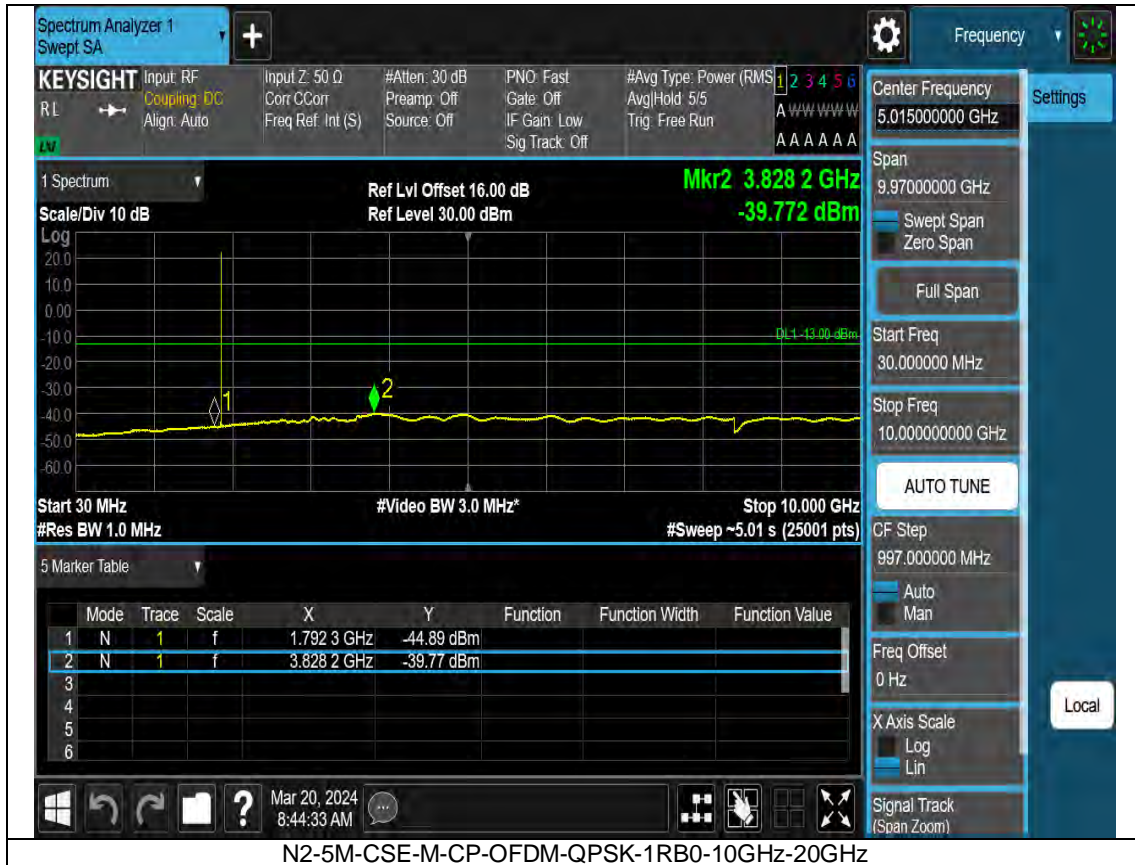 Spectrum Analyzer 1
Swept SA
Frequency
KEYSIGHT
RL
Input: RF
Coupling: DC
Align: Auto
Input Z: 50 Ω
Corr CCorr
Freq Ref: Int (S)
#Atten: 30 dB
Preamp: Off
Source: Off
PNO: Fast
Gate: Off
IF Gain: Low
Sig Track: Off
#Avg Type: Power (RMS
Avg|Hold: 5/5
Trig: Free Run
1 2 3 4 5 6
A W W W W W
A A A A A A
1 Spectrum
Scale/Div 10 dB
Log
Ref Lvl Offset 16.00 dB
Ref Level 30.00 dBm
Mkr2 3.828 2 GHz
-39.772 dBm
20.0
10.0
0.00
-10.0
-20.0
-30.0
-40.0
-50.0
-60.0
DL1 -13.00 dBm
1
2
Start 30 MHz
#Video BW 3.0 MHz*
Stop 10.000 GHz
#Res BW 1.0 MHz
#Sweep ~5.01 s (25001 pts)
5 Marker Table
Mode Trace Scale X Y Function Function Width Function Value
1 N 1 f 1.792 3 GHz -44.89 dBm
2 N 1 f 3.828 2 GHz -39.77 dBm
3
4
5
6
Mar 20, 2024
8:44:33 AM
Center Frequency
5.015000000 GHz
Settings
Span
9.97000000 GHz
Swept Span
Zero Span
Full Span
Start Freq
30.000000 MHz
Stop Freq
10.000000000 GHz
AUTO TUNE
CF Step
997.000000 MHz
Auto
Man
Freq Offset
0 Hz
X Axis Scale
Log
Lin
Local
Signal Track
(Span Zoom)
N2-5M-CSE-M-CP-OFDM-QPSK-1RB0-10GHz-20GHz